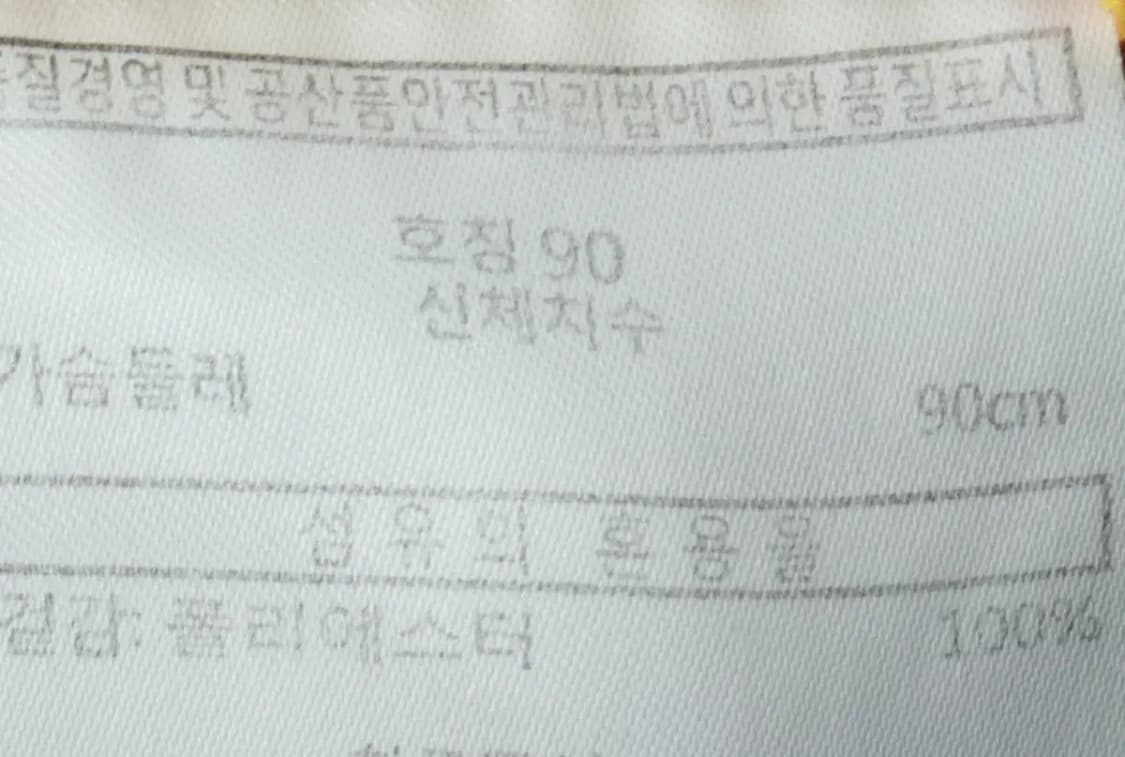 품질경영 및 공산품안전관리법에 의한 품질표시
호칭 90
신체치수
가슴둘레 90cm
섬유의 혼용율
겉감: 폴리에스터 100%